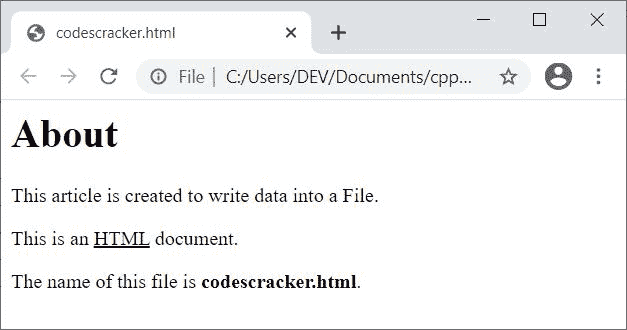 codescracker.html
File | C:/Users/DEV/Documents/cpp...
About
This article is created to write data into a File.
This is an HTML document.
The name of this file is codescracker.html.